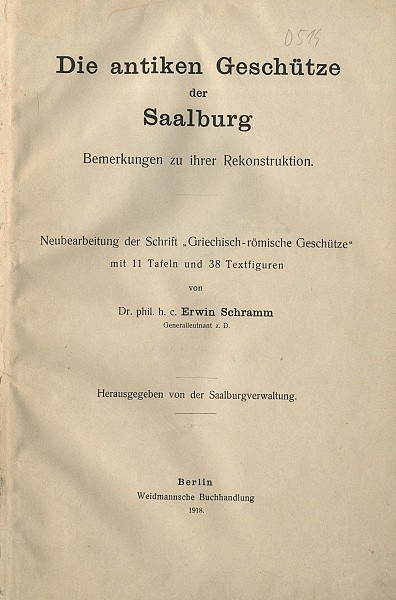 0514
Die antiken Geschütze
der
Saalburg
Bemerkungen zu ihrer Rekonstruktion.
Neubearbeitung der Schrift „Griechisch-römische Geschütze“
mit 11 Tafeln und 38 Textfiguren
von
Dr. phil. h. c. Erwin Schramm
Generalleutnant z. D.
Herausgegeben von der Saalburgverwaltung.
Berlin
Weidmannsche Buchhandlung
1918.